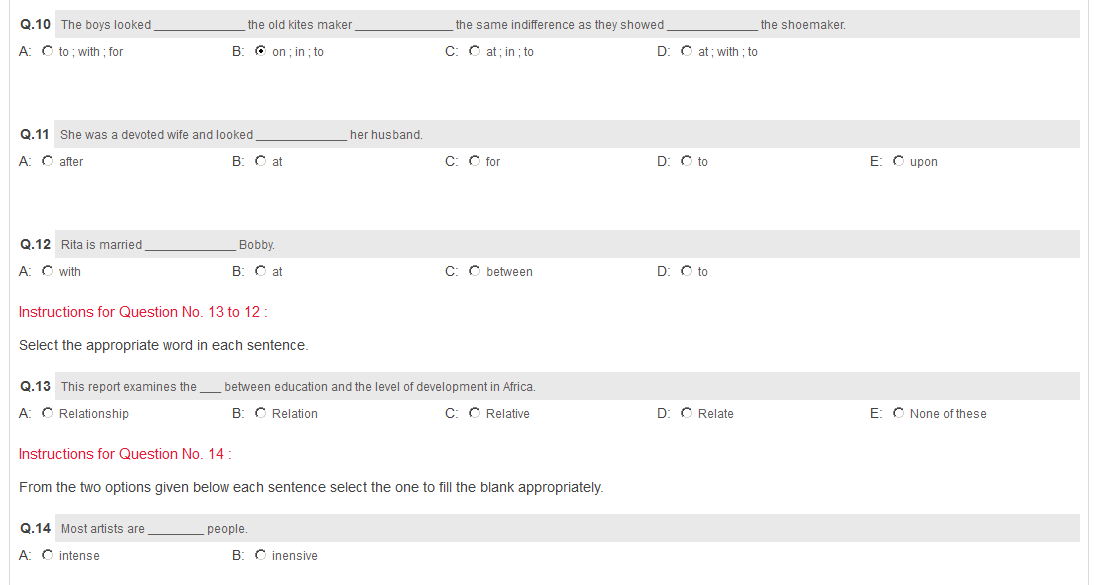 Q.10 The boys looked _____________ the old kites maker ______________ the same indifference as they showed _____________ the shoemaker.
A: to ; with ; for B: on ; in ; to C: at ; in ; to D: at ; with ; to
Q.11 She was a devoted wife and looked _____________ her husband.
A: after B: at C: for D: to E: upon
Q.12 Rita is married _____________ Bobby.
A: with B: at C: between D: to
Instructions for Question No. 13 to 12 :
Select the appropriate word in each sentence.
Q.13 This report examines the ___ between education and the level of development in Africa.
A: Relationship B: Relation C: Relative D: Relate E: None of these
Instructions for Question No. 14 :
From the two options given below each sentence select the one to fill the blank appropriately.
Q.14 Most artists are ________ people.
A: intense B: inensive